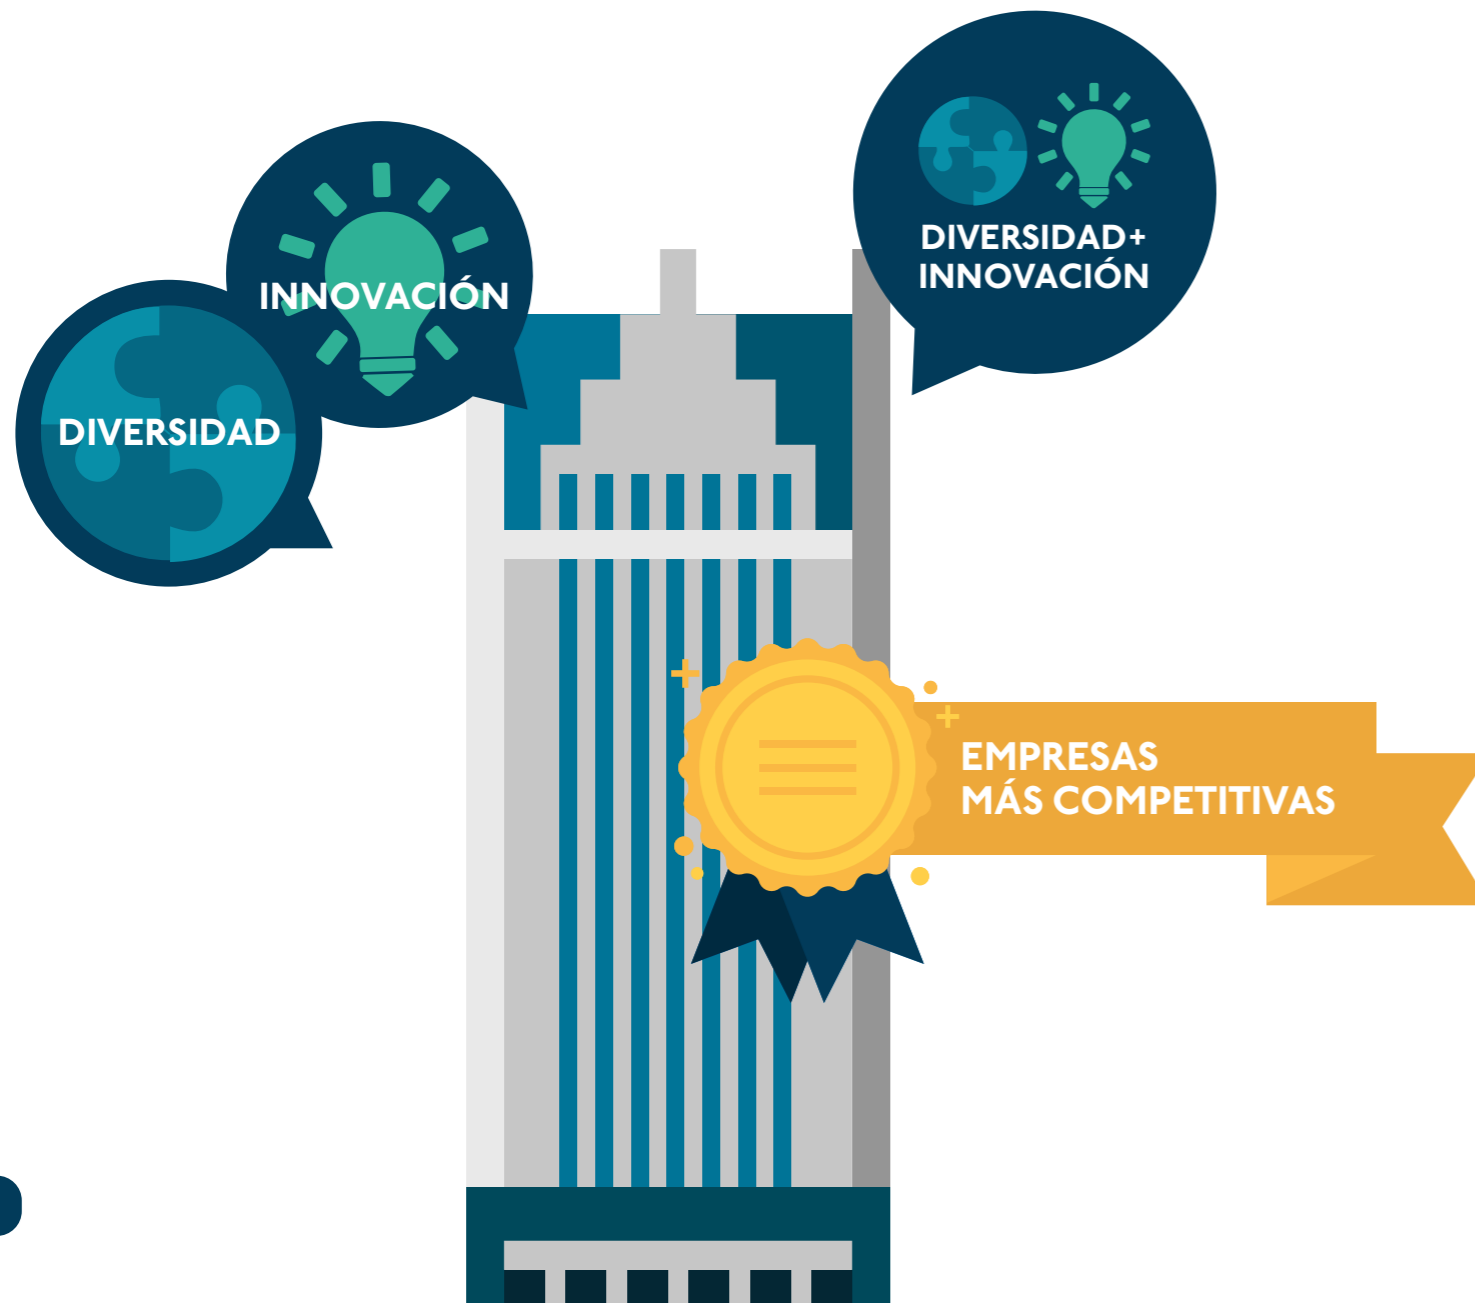 DIVERSIDAD
INNOVACIÓN
DIVERSIDAD+
INNOVACIÓN
EMPRESAS
MÁS COMPETITIVAS